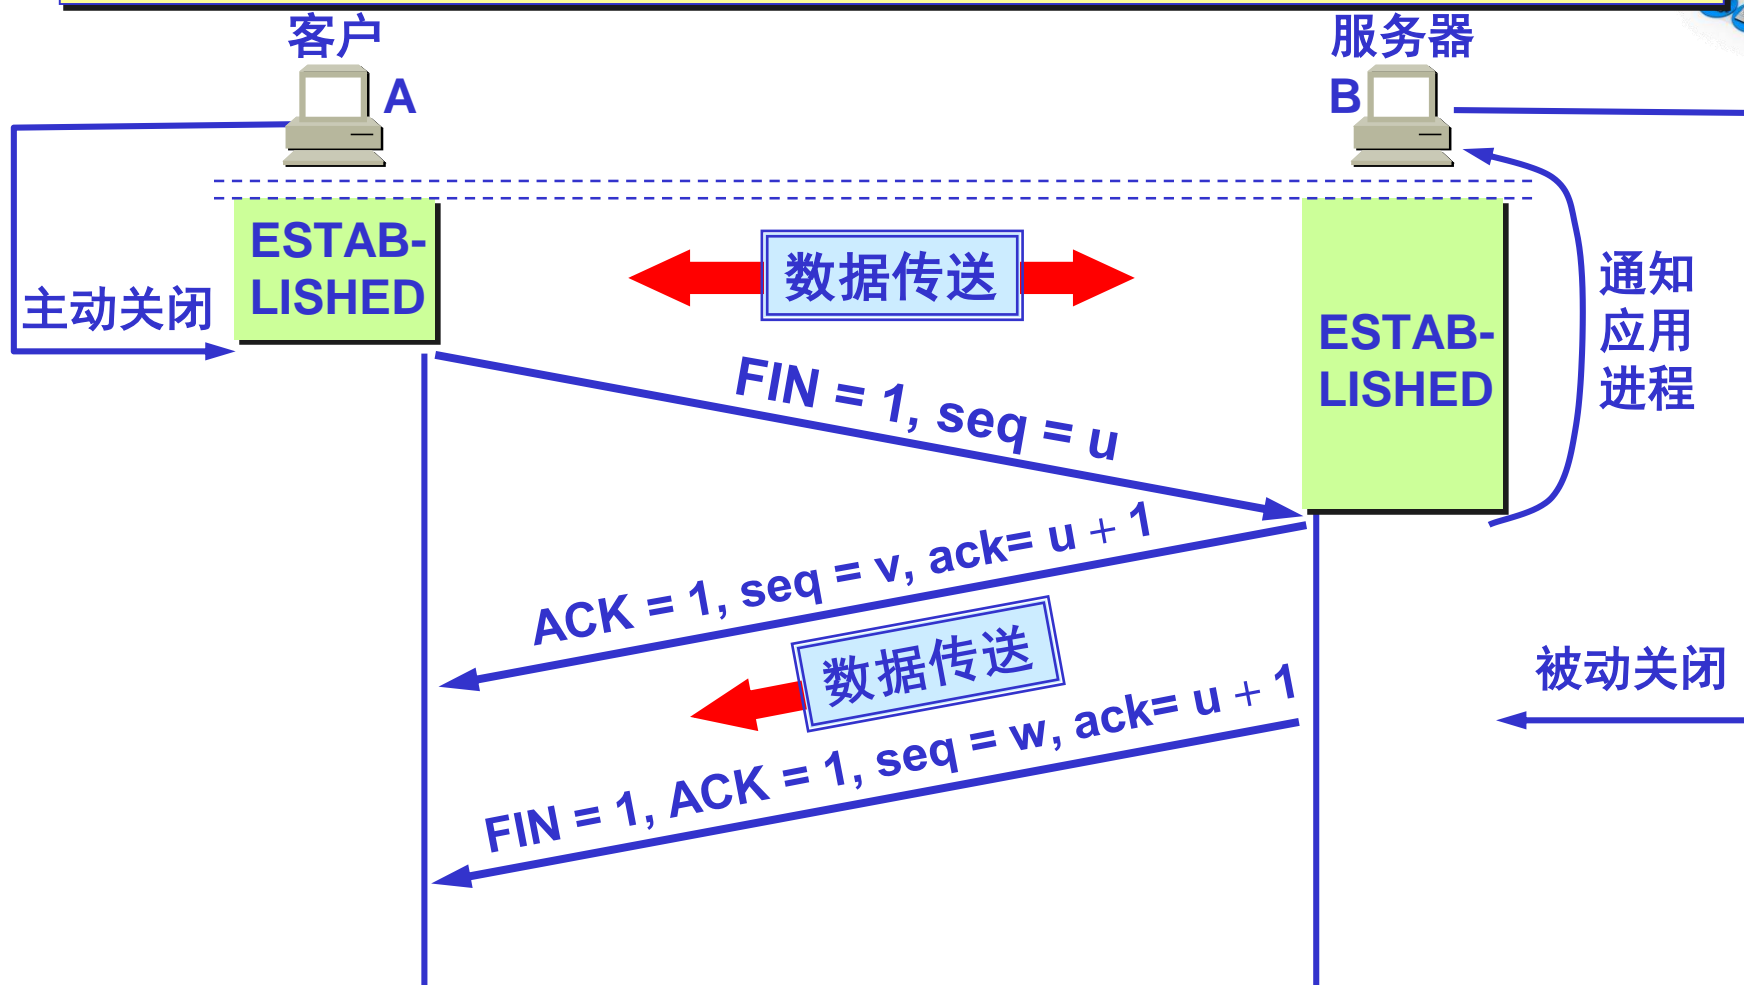 客户
服务器
A
B
ESTAB-
LISHED
数据传送
主动关闭
通知
应用
进程
ESTAB-
LISHED
FIN = 1, seq = u
ACK = 1, seq = v, ack= u + 1
数据传送
被动关闭
FIN = 1, ACK = 1, seq = w, ack= u + 1